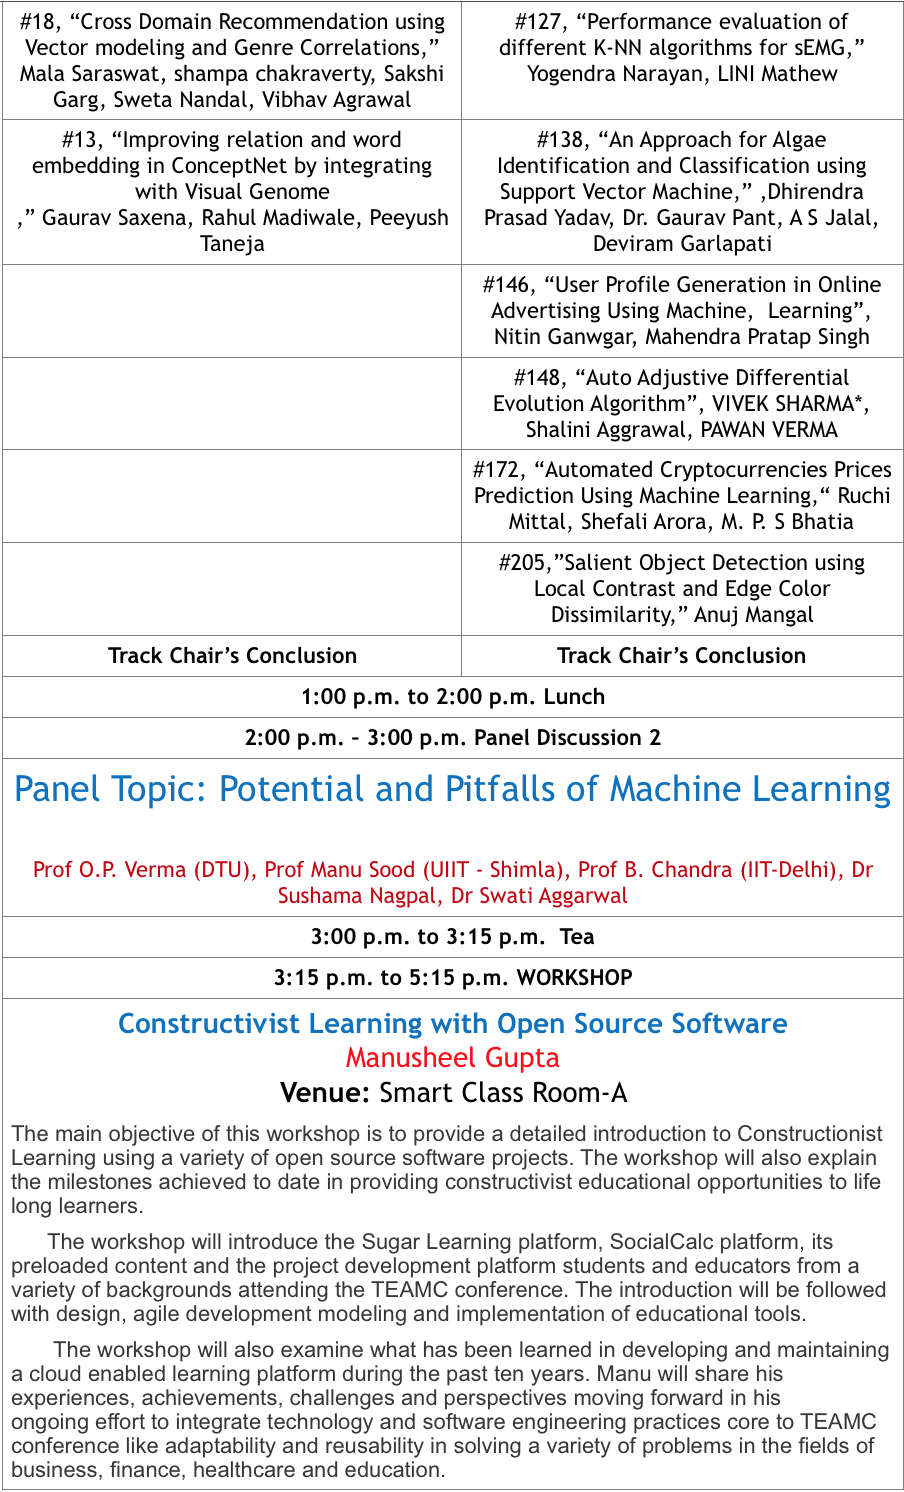 #18, “Cross Domain Recommendation using
Vector modeling and Genre Correlations,”
Mala Saraswat, shampa chakraverty, Sakshi
Garg, Sweta Nandal, Vibhav Agrawal
#127, “Performance evaluation of
different K-NN algorithms for sEMG,”
Yogendra Narayan, LINI Mathew
#13, “Improving relation and word
embedding in ConceptNet by integrating
with Visual Genome
,” Gaurav Saxena, Rahul Madiwale, Peeyush
Taneja
#138, “An Approach for Algae
Identification and Classification using
Support Vector Machine,” ,Dhirendra
Prasad Yadav, Dr. Gaurav Pant, A S Jalal,
Deviram Garlapati
#146, “User Profile Generation in Online
Advertising Using Machine,  Learning”,
Nitin Ganwgar, Mahendra Pratap Singh
#148, “Auto Adjustive Differential
Evolution Algorithm”, VIVEK SHARMA*,
Shalini Aggrawal, PAWAN VERMA
#172, “Automated Cryptocurrencies Prices
Prediction Using Machine Learning,“ Ruchi
Mittal, Shefali Arora, M. P. S Bhatia
#205,”Salient Object Detection using
Local Contrast and Edge Color
Dissimilarity,” Anuj Mangal
Track Chair’s Conclusion
Track Chair’s Conclusion
1:00 p.m. to 2:00 p.m. Lunch
2:00 p.m. – 3:00 p.m. Panel Discussion 2
Panel Topic: Potential and Pitfalls of Machine Learning
Prof O.P. Verma (DTU), Prof Manu Sood (UIIT - Shimla), Prof B. Chandra (IIT-Delhi), Dr
Sushama Nagpal, Dr Swati Aggarwal
3:00 p.m. to 3:15 p.m.  Tea
3:15 p.m. to 5:15 p.m. WORKSHOP
Constructivist Learning with Open Source Software
Manusheel Gupta
Venue: Smart Class Room-A
The main objective of this workshop is to provide a detailed introduction to Constructionist
Learning using a variety of open source software projects. The workshop will also explain
the milestones achieved to date in providing constructivist educational opportunities to life
long learners.
The workshop will introduce the Sugar Learning platform, SocialCalc platform, its
preloaded content and the project development platform students and educators from a
variety of backgrounds attending the TEAMC conference. The introduction will be followed
with design, agile development modeling and implementation of educational tools.
The workshop will also examine what has been learned in developing and maintaining
a cloud enabled learning platform during the past ten years. Manu will share his
experiences, achievements, challenges and perspectives moving forward in his
ongoing effort to integrate technology and software engineering practices core to TEAMC
conference like adaptability and reusability in solving a variety of problems in the fields of
business, finance, healthcare and education.